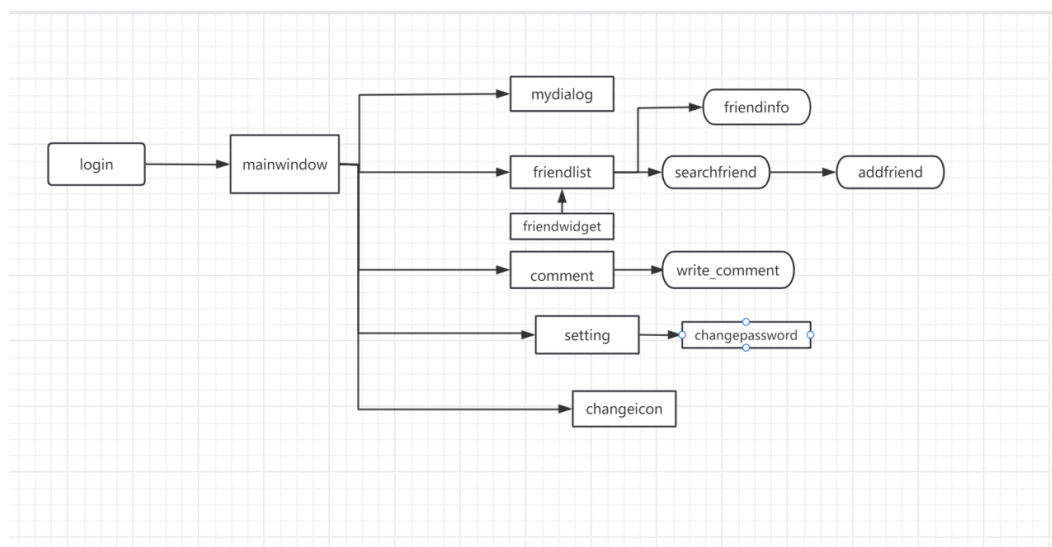 mydialog
friendinfo
login
mainwindow
friendlist
searchfriend
addfriend
friendwidget
comment
write_comment
setting
changepassword
changeicon